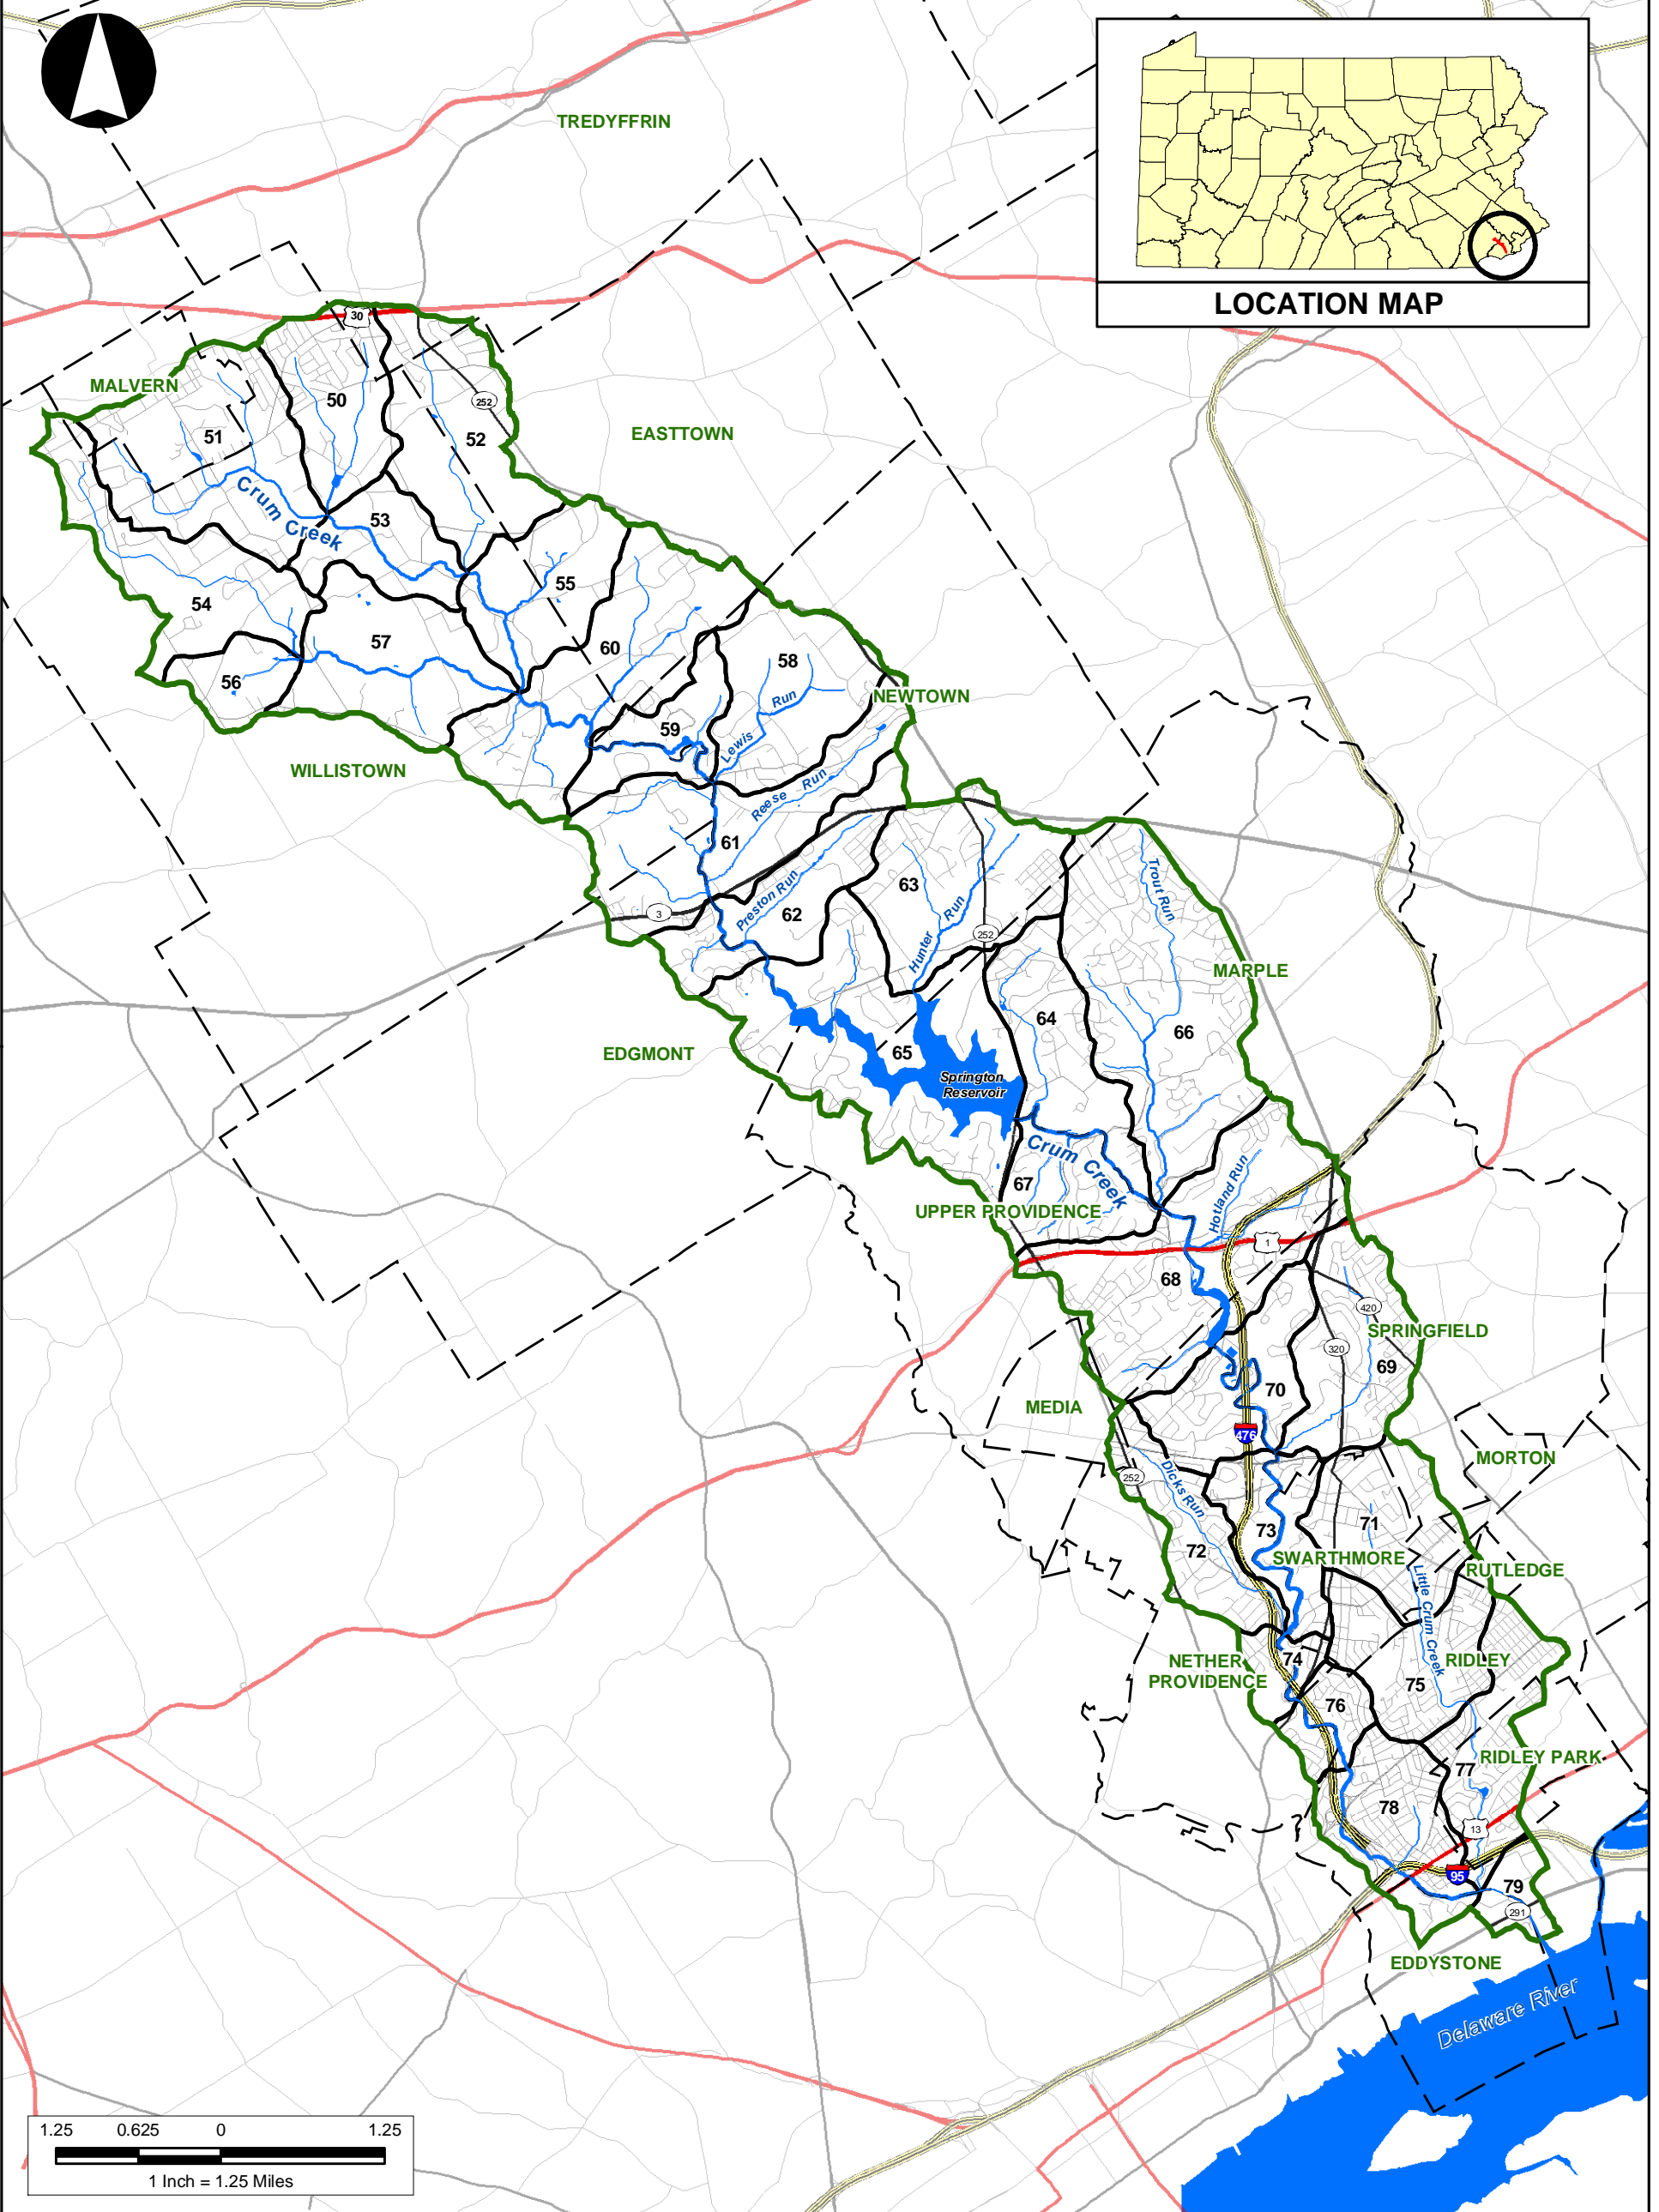 TREDYFFRIN
LOCATION MAP
30
MALVERN
50
252
51
52
EASTTOWN
Crum Creek
53
55
54
57
60
56
58
NEWTOWN
Run
59
Lewis
WILLISTOWN
Reese Run
61
Trout Run
Preston Run
63
62
3
Hunter Run
252
MARPLE
64
66
EDGMONT
65
Springton
Reservoir
Crum Creek
67
Hotland Run
UPPER PROVIDENCE
1
68
420
SPRINGFIELD
320
69
70
MEDIA
476
MORTON
252
Dicks Run
71
73
72
SWARTHMORE
RUTLEDGE
Little Crum Creek
NETHER
PROVIDENCE
74
RIDLEY
75
76
RIDLEY PARK
77
78
13
95
79
291
EDDYSTONE
Delaware River
1.25 0.625 0 1.25
1 Inch = 1.25 Miles